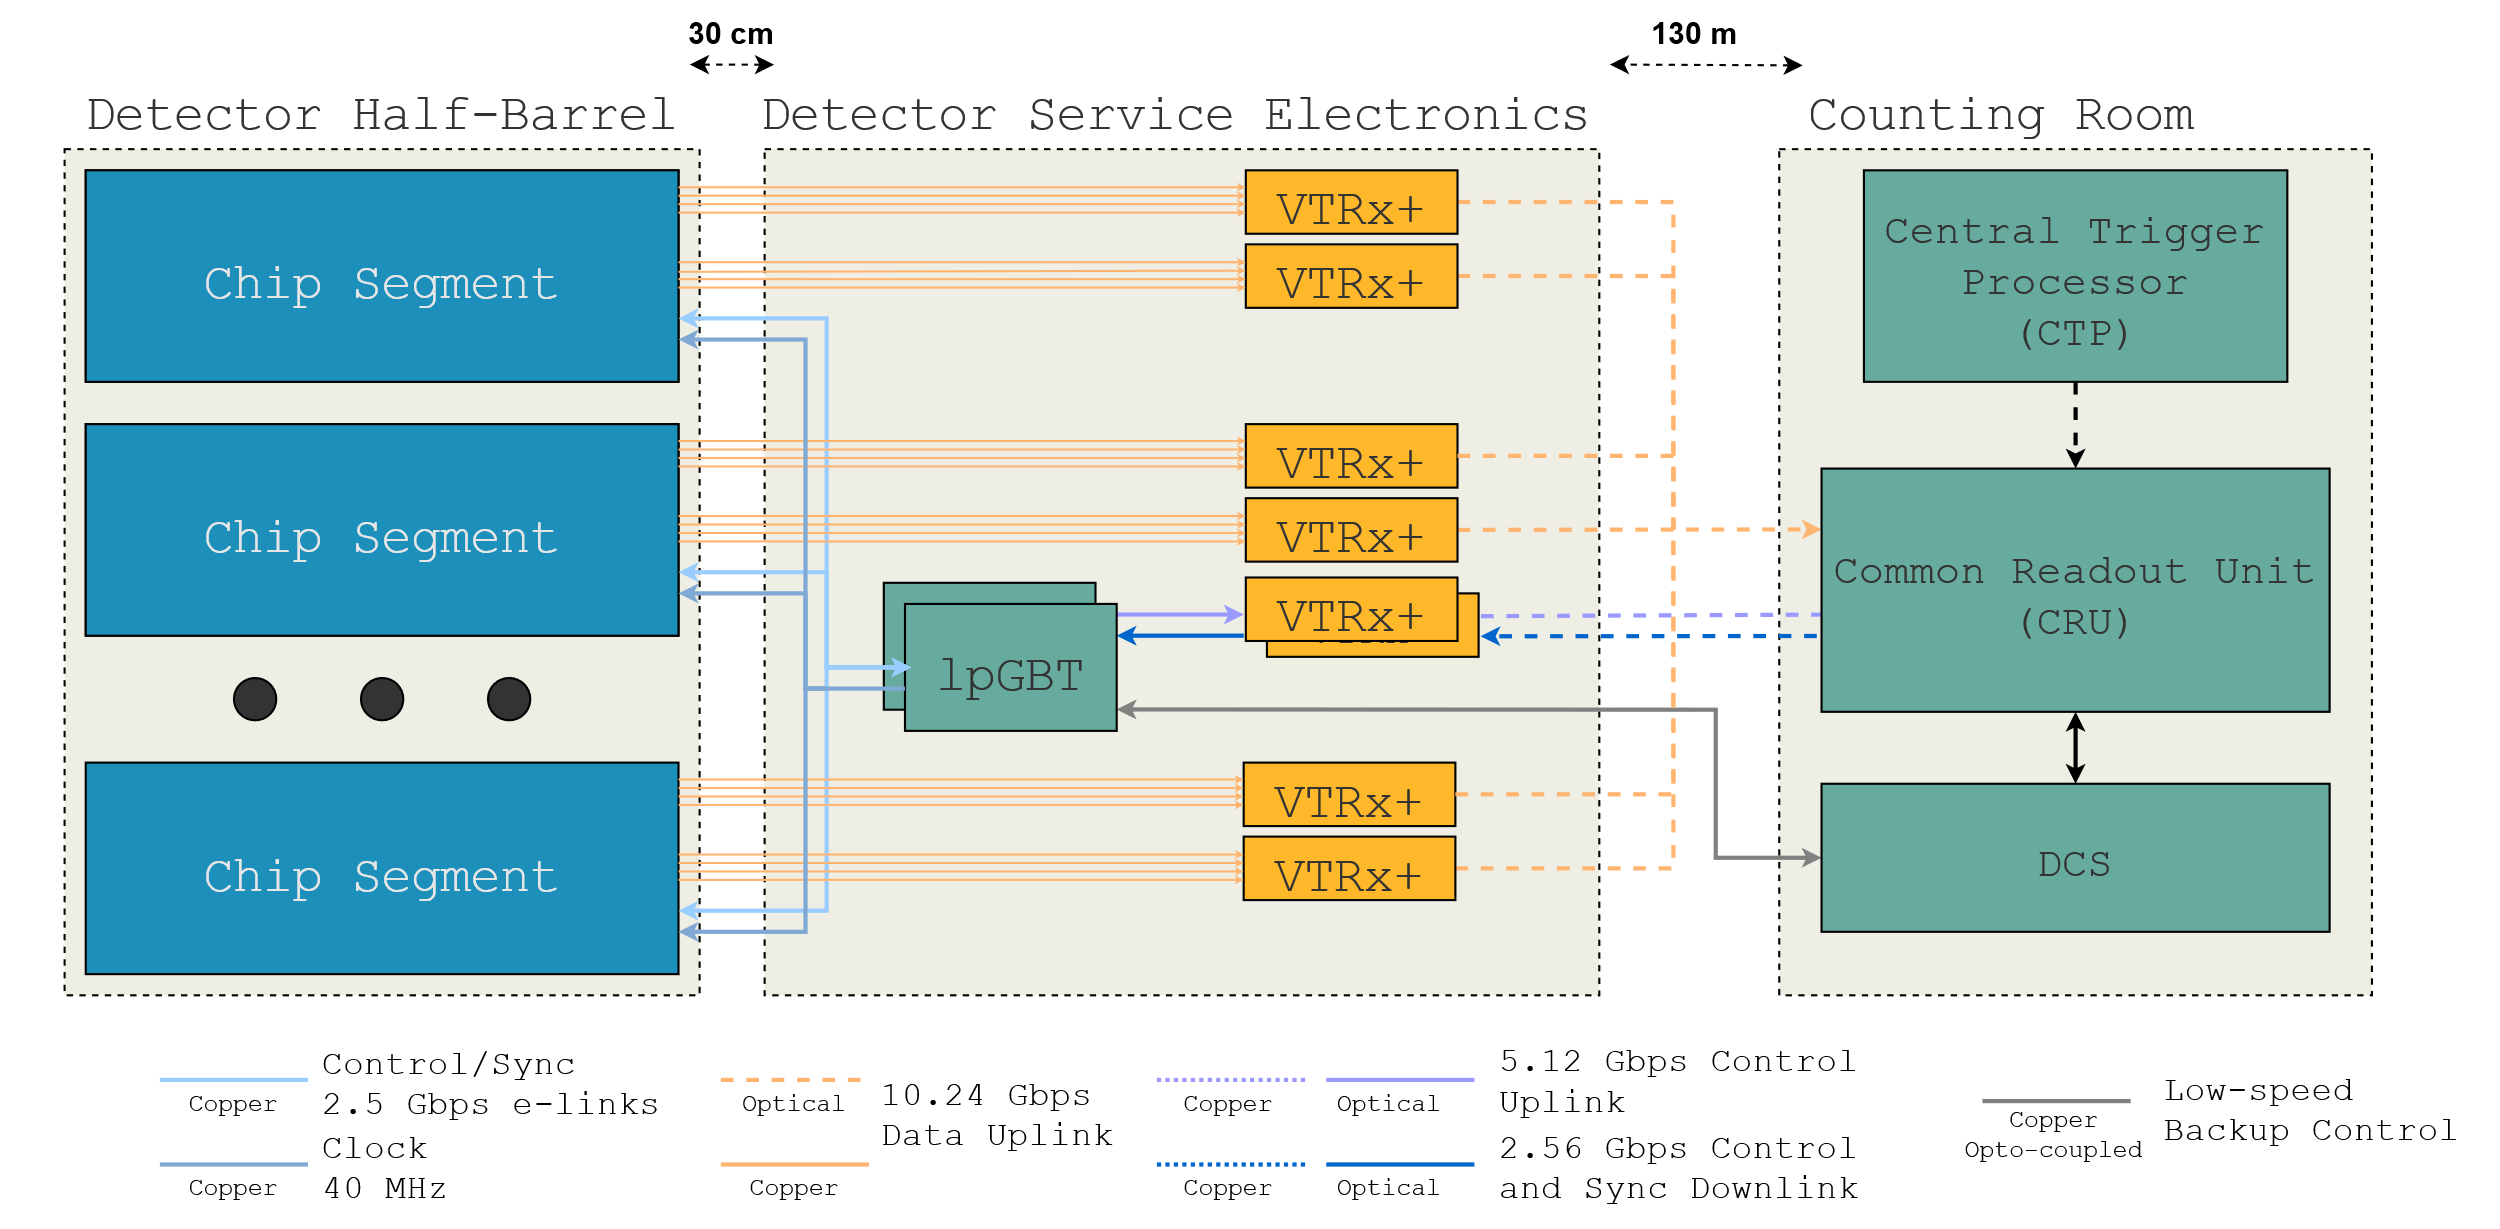 30 cm
130 m
Detector Half-Barrel
Detector Service Electronics
Counting Room
Chip Segment
VTRx+
VTRx+
Central Trigger
Processor
(CTP)
Chip Segment
VTRx+
VTRx+
VTRx+
lpGBT
Common Readout Unit
(CRU)
Chip Segment
VTRx+
VTRx+
DCS
Control/Sync
2.5 Gbps e-links
Copper
Clock
40 MHz
Copper
Optical
10.24 Gbps
Data Uplink
Copper
Copper
Optical
5.12 Gbps Control
Uplink
Copper
Optical
2.56 Gbps Control
and Sync Downlink
Copper
Opto-coupled
Low-speed
Backup Control